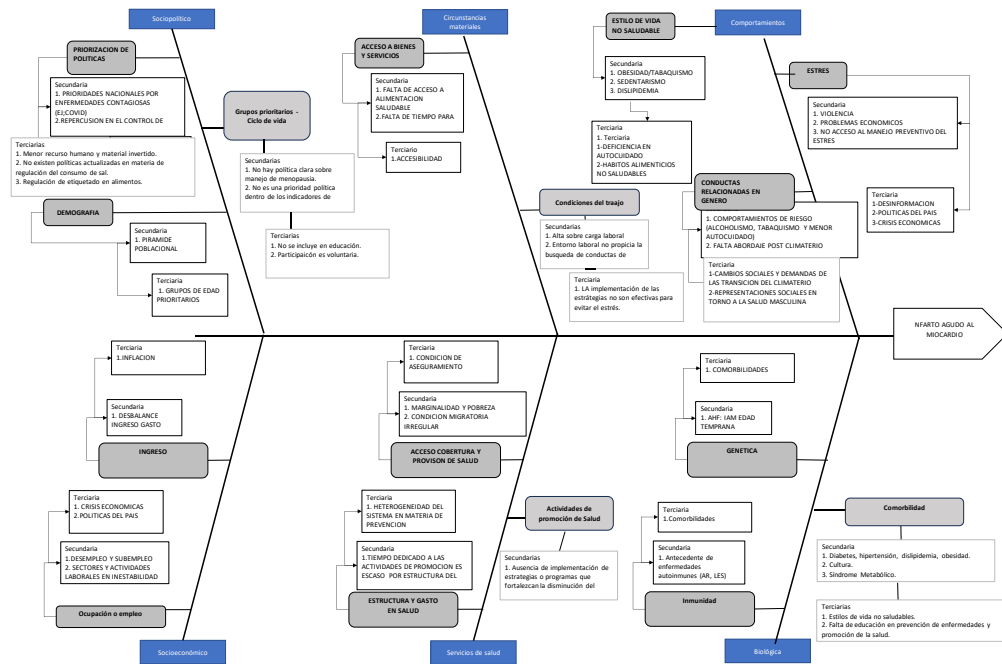 Sociopolítico
PRIORIZACION DE
POLITICAS
Secundaria
1. PRIORIDADES NACIONALES POR
ENFERMEDADES CONTAGIOSAS
(EJ;COVID)
2.REPERCUSION EN EL CONTROL DE
Terciarias
1. Menor recurso humano y material invertido.
2. No existen políticas actualizadas en materia de
regulación del consumo de sal.
3. Regulación de etiquetado en alimentos.
Grupos prioritarios -
Ciclo de vida
Secundarias
1. No hay política clara sobre
manejo de menopausia.
2. No es una prioridad política
dentro de los indicadores de
Terciarias
1. No se incluye en educación.
2. Participación es voluntaria.
DEMOGRAFIA
Secundaria
1. PIRAMIDE
POBLACIONAL
Terciaria
1. GRUPOS DE EDAD
PRIORITARIOS
Circunstancias
materiales
ACCESO A BIENES
Y SERVICIOS
Secundaria
1. FALTA DE ACCESO A
ALIMENTACION
SALUDABLE
2.FALTA DE TIEMPO PARA
Terciario
1.ACCESIBILIDAD
Condiciones del traajo
Secundarias
1. Alta sobre carga laboral
2. Entorno laboral no propicia la
busqueda de conductas de
Terciaria
1. LA implementación de las
estrátegias no son efectivas para
evitar el estrés.
Comportamientos
ESTILO DE VIDA
NO SALUDABLE
Secundaria
1. OBESIDAD/TABAQUISMO
2. SEDENTARISMO
3. DISLIPIDEMIA
Terciaria
1. Terciaria
1-DEFICIENCIA EN
AUTOCUIDADO
2-HABITOS ALIMENTICIOS
NO SALUDABLES
ESTRES
Secundaria
1. VIOLENCIA
2. PROBLEMAS ECONOMICOS
3. NO ACCESO AL MANEJO PREVENTIVO DEL
ESTRES
Terciaria
1-DESINFORMACION
2-POLITICAS DEL PAIS
3-CRISIS ECONOMICAS
CONDUCTAS
RELACIONADAS EN
GENERO
1. COMPORTAMIENTOS DE RIESGO
(ALCOHOLISMO, TABAQUISMO Y MENOR
AUTOCUIDADO)
2. FALTA ABORDAJE POST CLIMATERIO
Terciaria
1-CAMBIOS SOCIALES Y DEMANDAS DE
LAS TRANSICION DEL CLIMATERIO
2-REPRESENTACIONES SOCIALES EN
TORNO A LA SALUD MASCULINA
NFARTO AGUDO AL
MIOCARDIO
Terciaria
1.INFLACION
Secundaria
1. DESBALANCE
INGRESO GASTO
INGRESO
Terciaria
1. CRISIS ECONOMICAS
2.POLITICAS DEL PAIS
Secundaria
1.DESEMPLEO Y SUBEMPLEO
2. SECTORES Y ACTIVIDADES
LABORALES EN INESTABILIDAD
Ocupación o empleo
Socioeconómico
Terciaria
1. CONDICION DE
ASEGURAMIENTO
Secundaria
1. MARGINALIDAD Y POBREZA
2. CONDICION MIGRATORIA
IRREGULAR
ACCESO COBERTURA Y
PROVISON DE SALUD
Terciaria
1. HETEROGENEIDAD DEL
SISTEMA EN MATERIA DE
PREVENCION
Secundaria
1.TIEMPO DEDICADO A LAS
ACTIVIDADES DE PROMOCION ES
ESCASO POR ESTRUCTURA DEL
ESTRUCTURA Y GASTO
EN SALUD
Actividades de
promoción de Salud
Secundarias
1. Ausencia de implementación de
estrategias o programas que
fortalezcan la disminución del
Servicios de salud
Terciaria
1. COMORBILIDADES
Secundaria
1. AHF: IAM EDAD
TEMPRANA
GENETICA
Terciaria
1.Comorbilidades
Secundaria
1. Antecedente de
enfermedades
autoinmunes (AR, LES)
Inmunidad
Comorbilidad
Secundaria
1. Diabetes, hipertensión, dislipidemia, obesidad.
2. Cultura.
3. Síndrome Metabólico.
Terciarias
1. Estilos de vida no saludables.
2. Falta de educación en prevención de enfermedades y
promoción de la salud.
Biológica